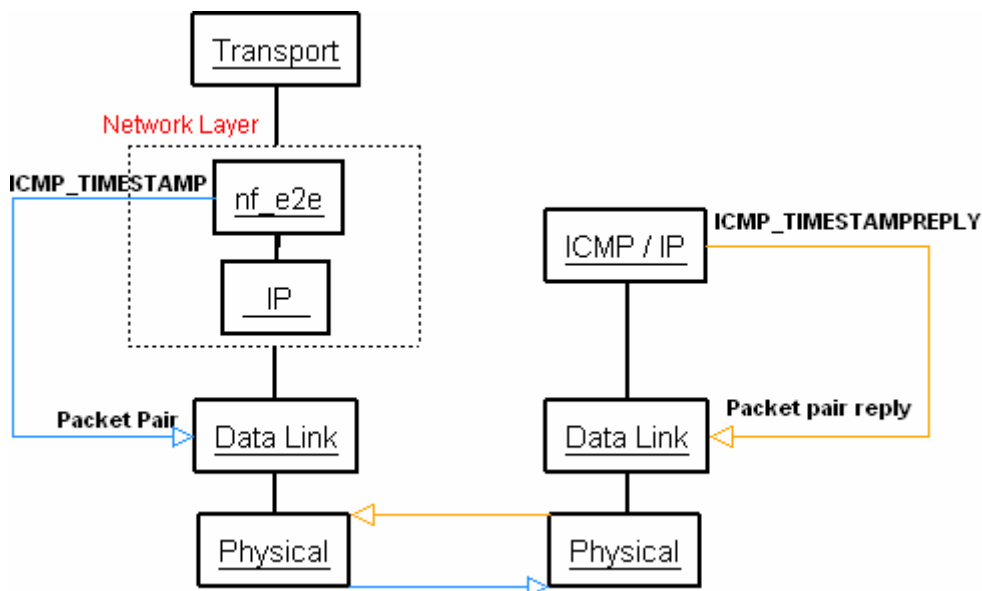 Transport
Network Layer
ICMP_TIMESTAMP
nf_e2e
ICMP_TIMESTAMPREPLY
ICMP / IP
IP
Packet Pair
Data Link
Data Link
Packet pair reply
Physical
Physical